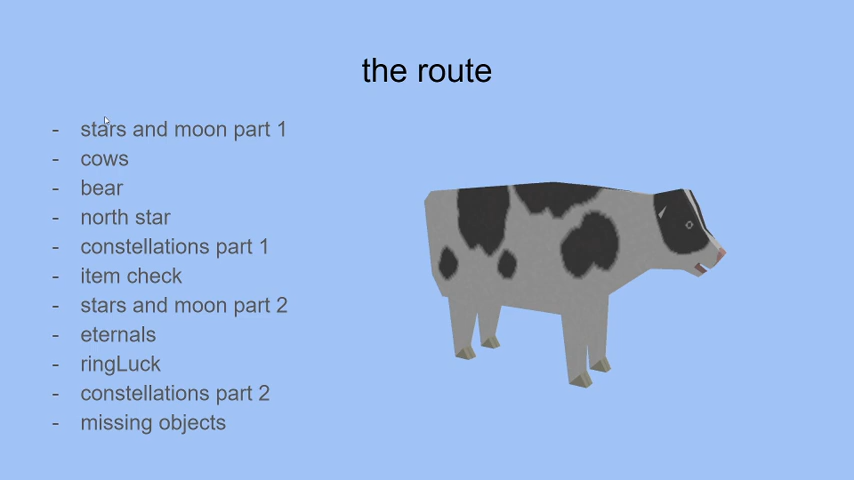 the route
- stars and moon part 1
- cows
- bear
- north star
- constellations part 1
- item check
- stars and moon part 2
- eternals
- ringLuck
- constellations part 2
- missing objects